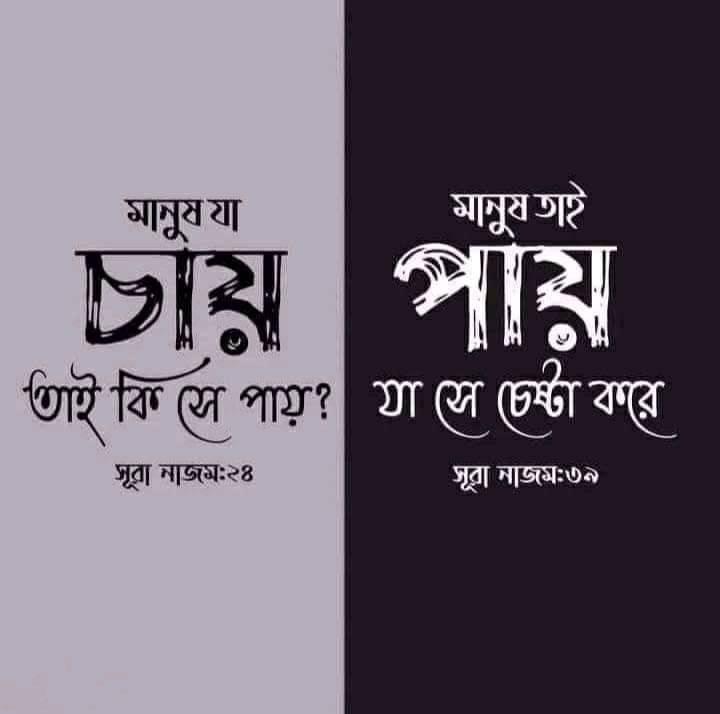 মানুষ যা
চায়
তাই কি সে পায়?
সূরা নাজম:২৪
মানুষ তাই
পায়
যা সে চেষ্টা করে
সূরা নাজম:৩৯